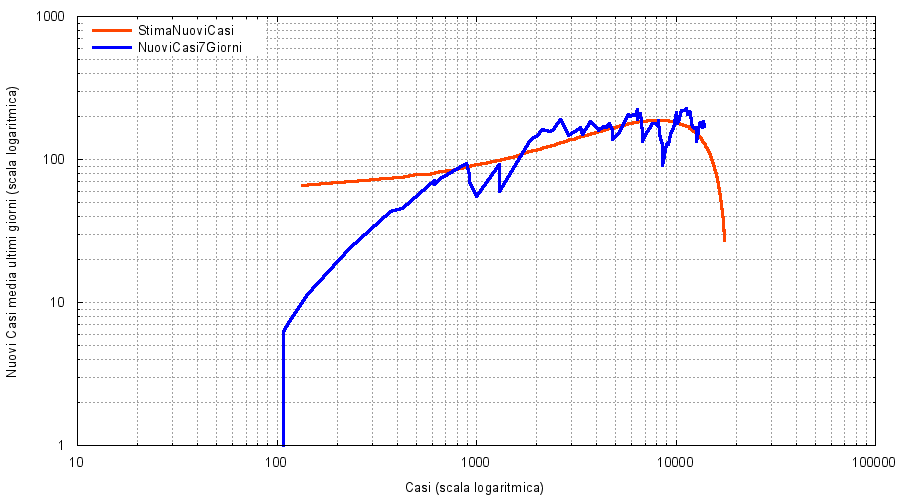 1000
StimaNuoviCasi
NuoviCasi7Giorni
100
10
1
Nuovi Casi media ultimi giorni (scala logaritmica)
10 100 1000 10000 100000
Casi (scala logaritmica)